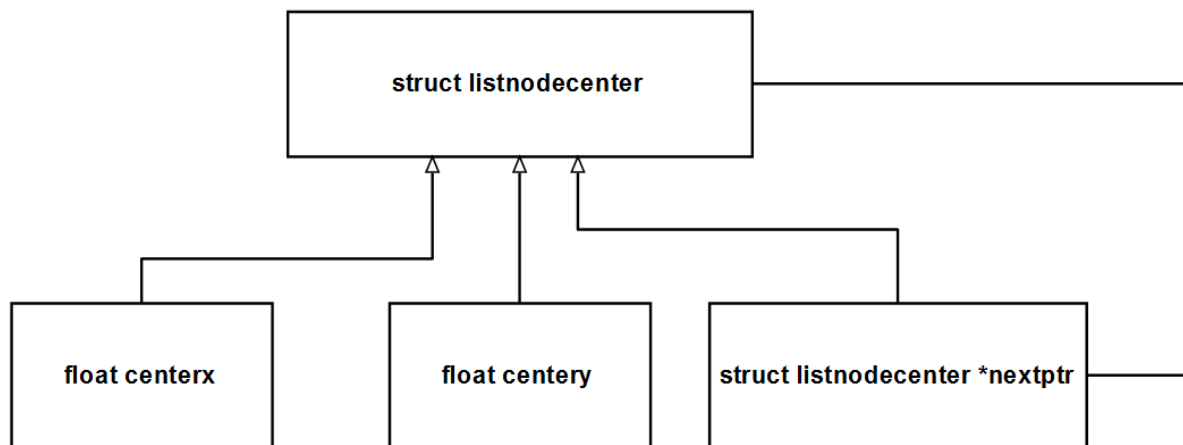 struct listnodecenter
float centerx
float centery
struct listnodecenter *nextptr